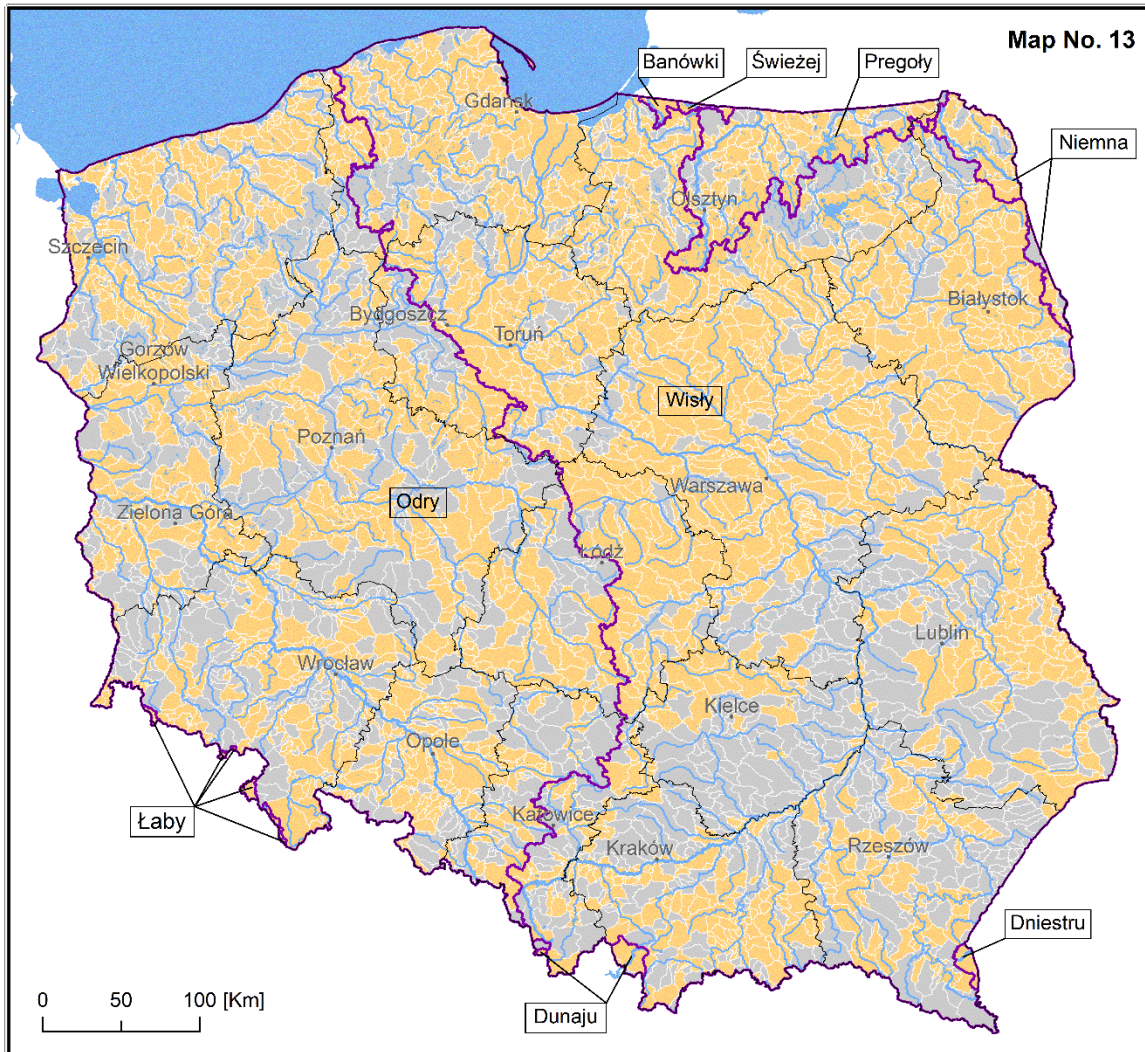 Map No. 13
Banówki
Świeżej
Pregoły
Gdańsk
Niemna
Olsztyn
Szczecin
Białystok
Bydgoszcz
Toruń
Gorzów
Wielkopolski
Wisły
Poznań
Warszawa
Odry
Zielona Góra
Łódź
Lublin
Wrocław
Kielce
Opole
Łaby
Katowice
Kraków
Rzeszów
Dniestru
0 50 100 [Km]
Dunaju